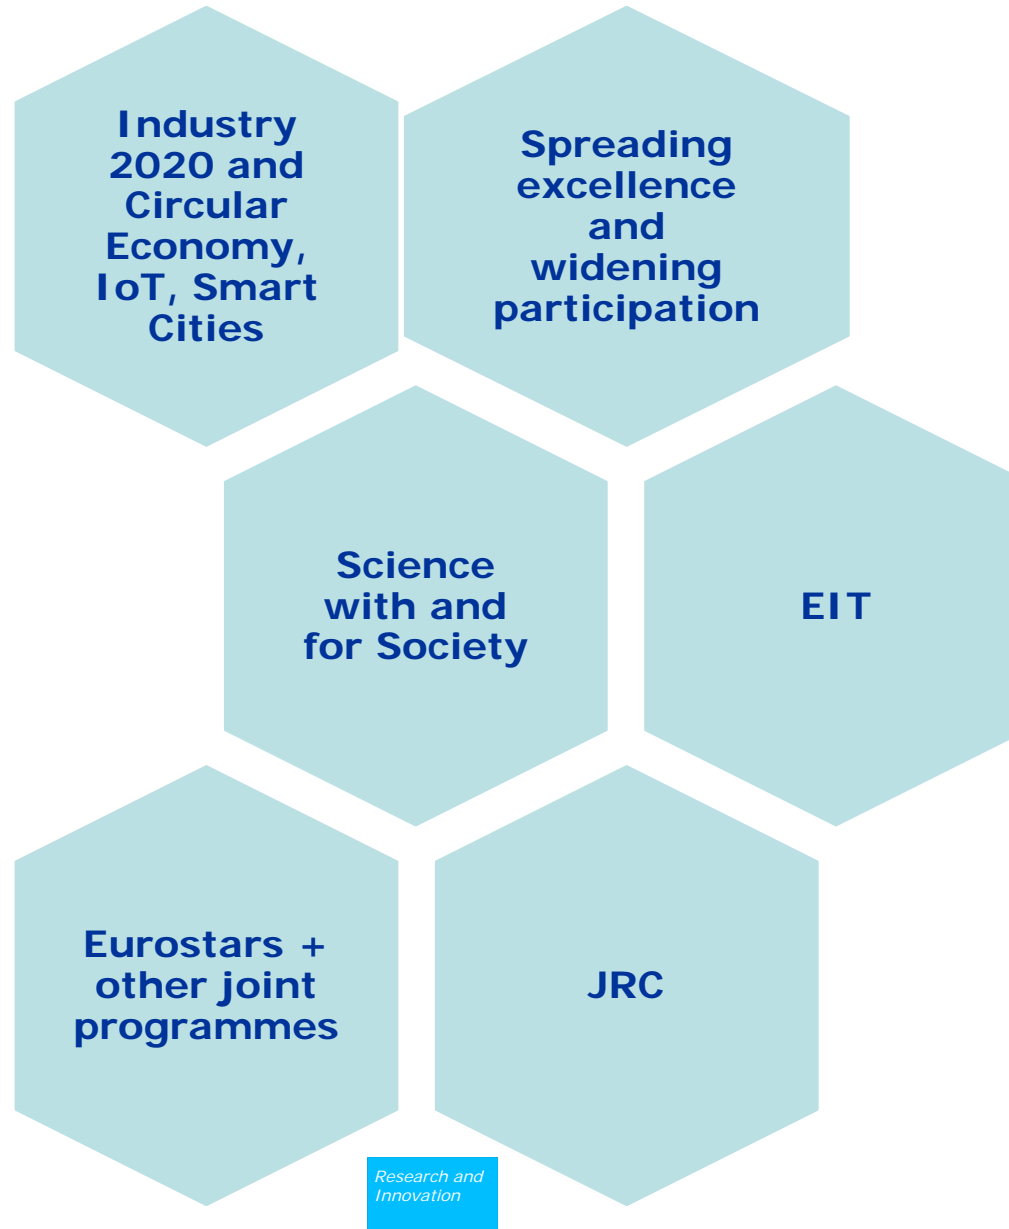 Industry
2020 and
Circular
Economy,
IoT, Smart
Cities
Spreading
excellence
and
widening
participation
Science
with and
for Society
EIT
Eurostars +
other joint
programmes
JRC
Research and
Innovation